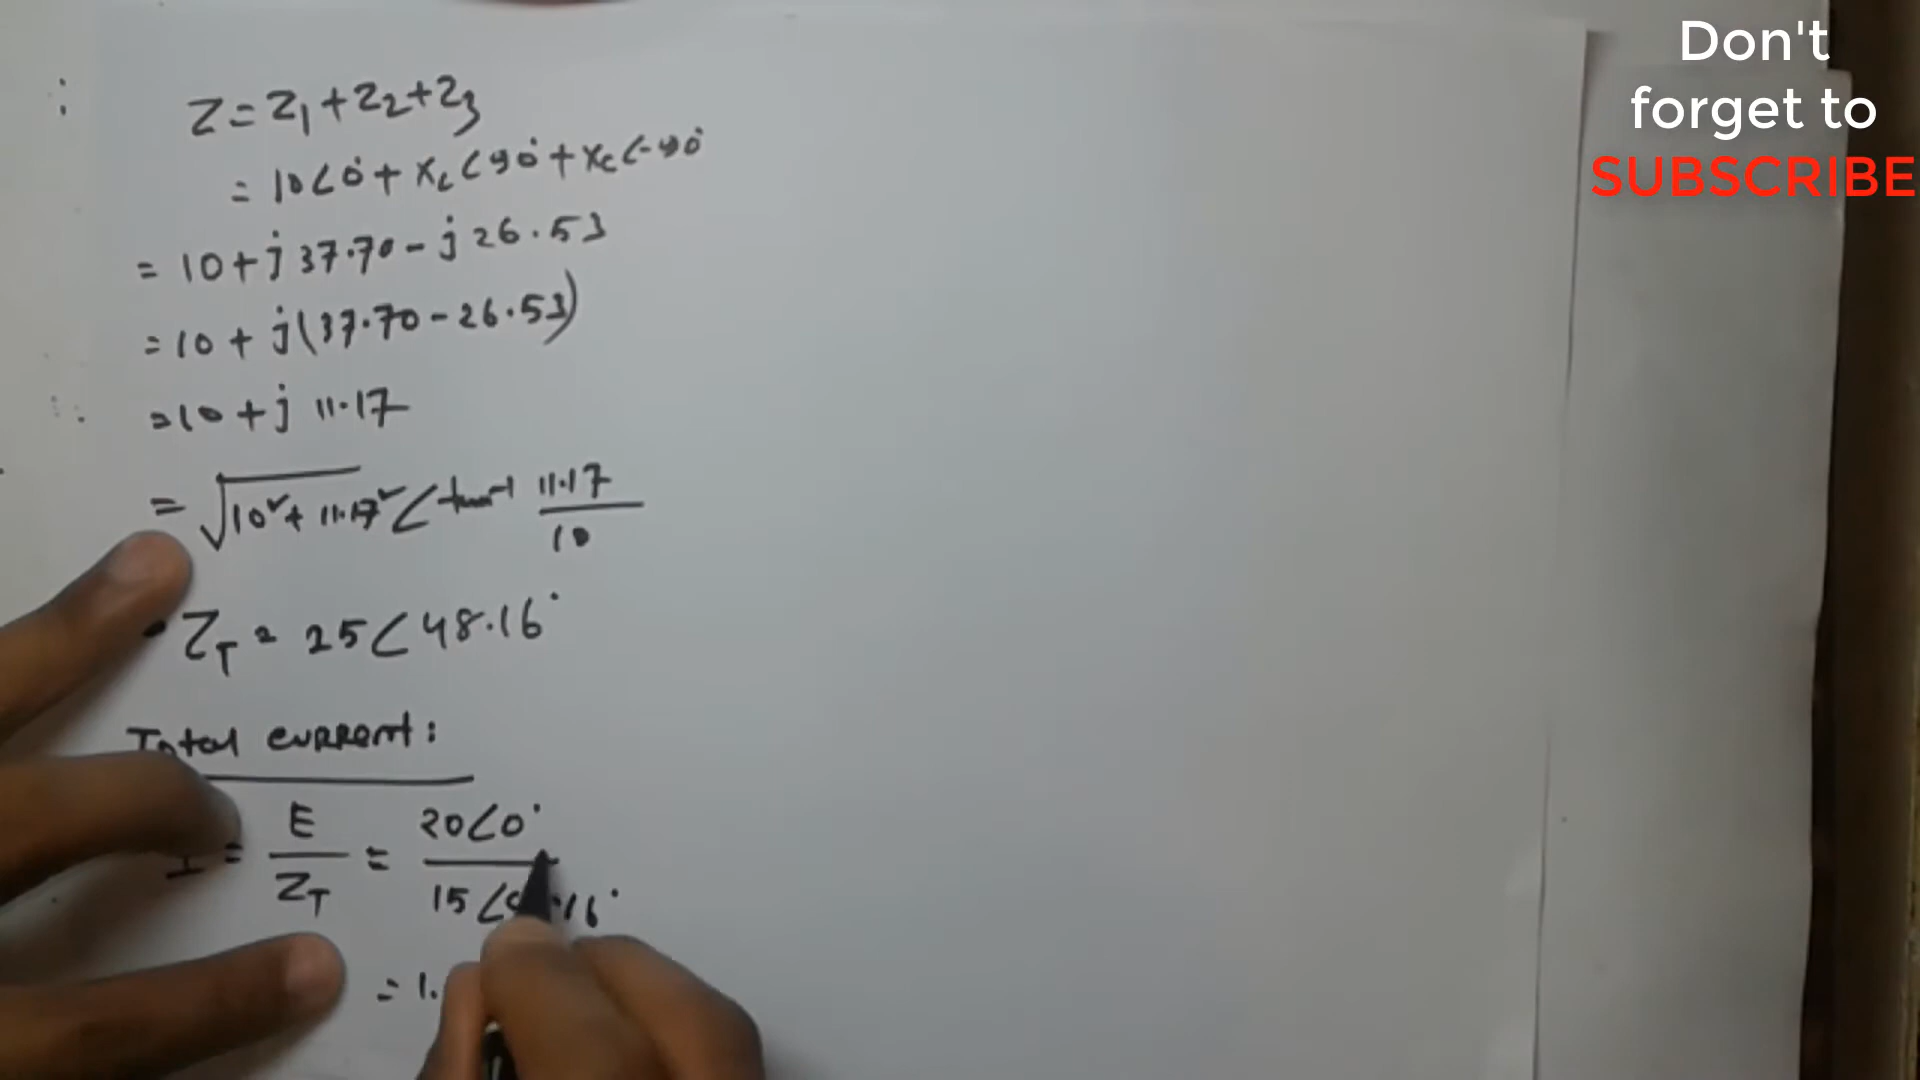 Z = Z1 + Z2 + Z3
= 10∠0° + XL∠90° + Xc∠-90°
= 10 + j 37.70 - j 26.53
= 10 + j(37.70 - 26.53)
= 10 + j 11.17
= √10² + 11.17² ∠tan⁻¹ 11.17/10
ZT = 25∠48.16°
Total current:
I = E/ZT = 20∠0°/15∠ .16°
= 1.
Don't
forget to
SUBSCRIBE